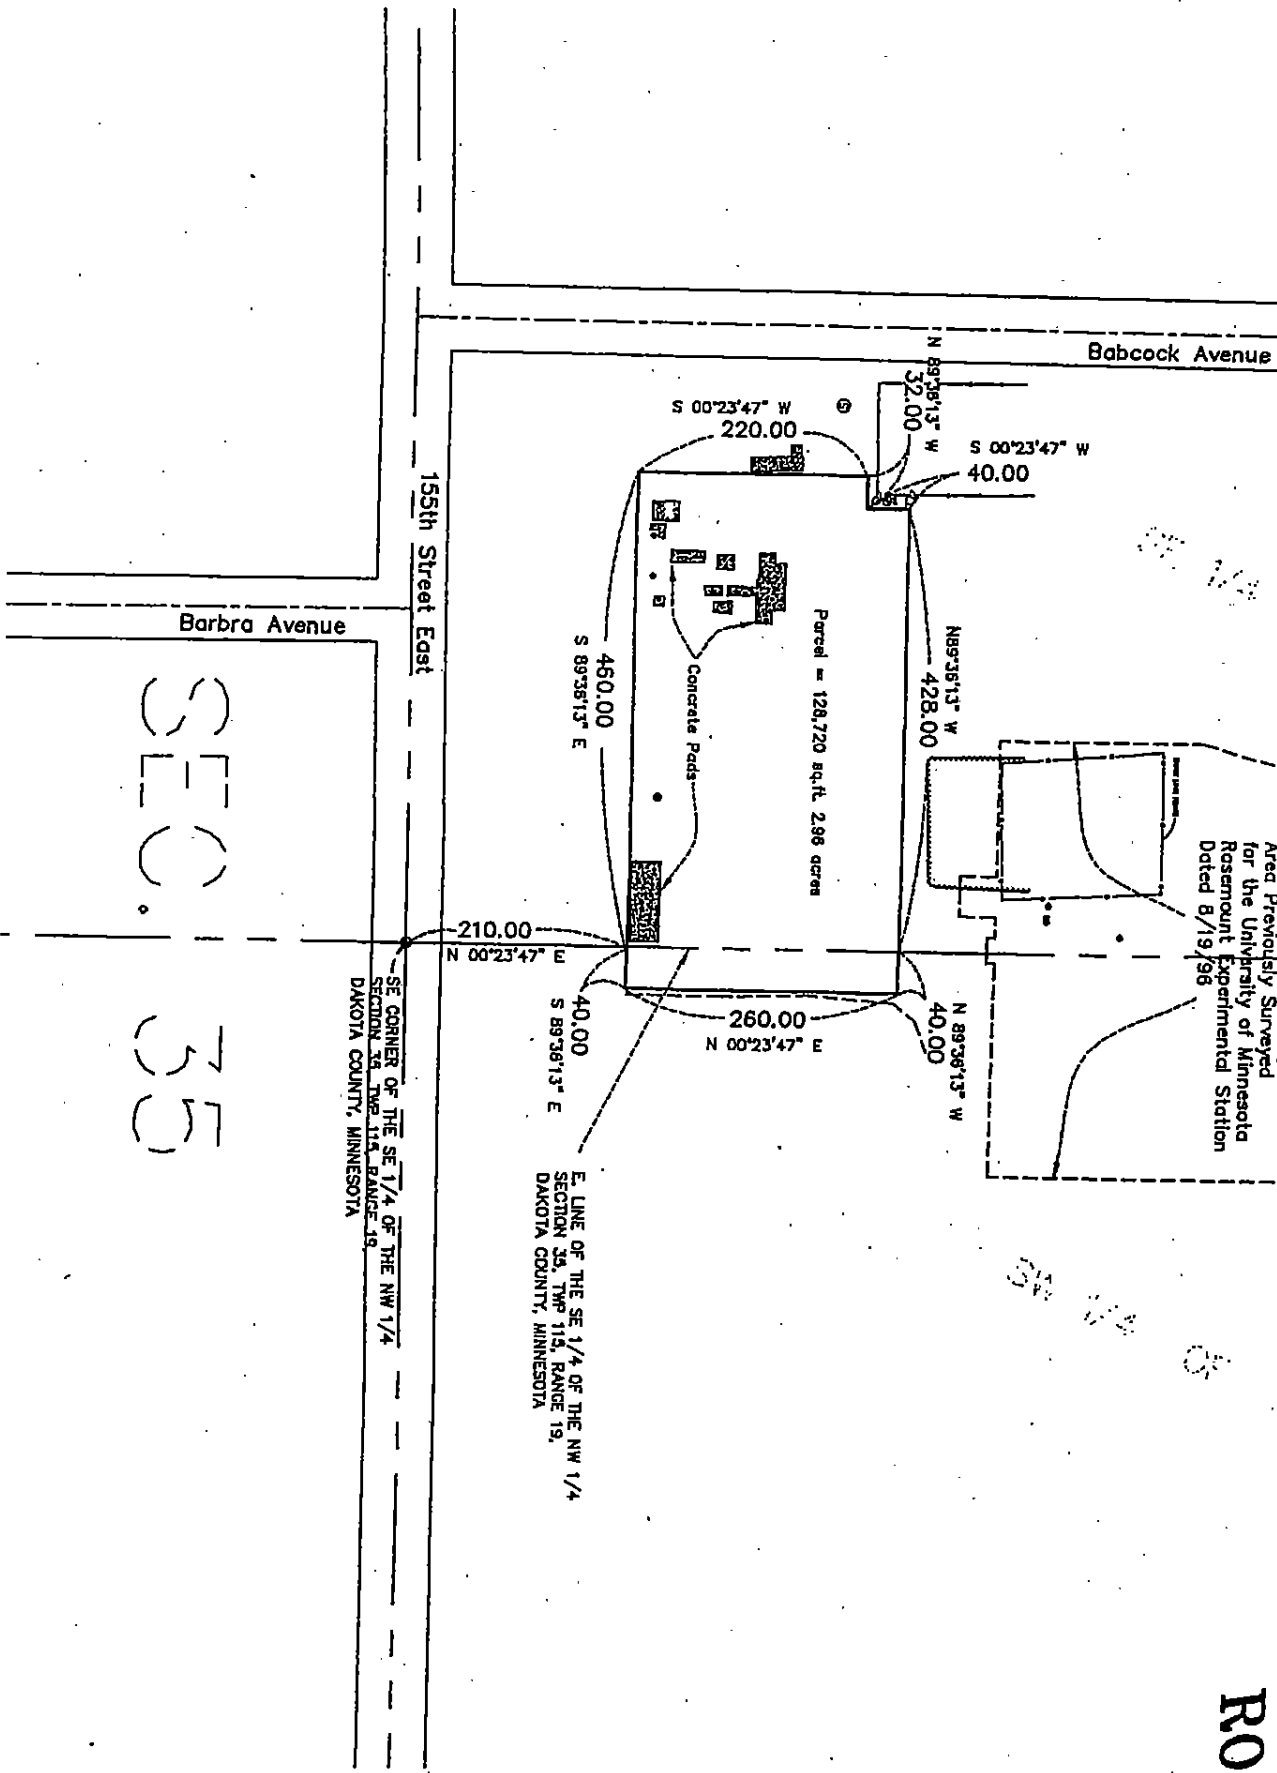 RO
Area Previously Surveyed
for the University of Minnesota
Rosemount Experimental Station
Dated 8/19/96
Babcock Avenue
N 89°36'13" W
32.00
S 00°23'47" W
40.00
S 00°23'47" W
220.00
N89°36'13" W
428.00
Parcel = 128,720 sq.ft. 2.96 acres
Concrete Pads
460.00
S 89°36'13" E
N 89°36'13" W
40.00
260.00
N 00°23'47" E
40.00
S 89°36'13" E
210.00
N 00°23'47" E
155th Street East
Barbra Avenue
E. LINE OF THE SE 1/4 OF THE NW 1/4
SECTION 35, TWP 115, RANGE 19,
DAKOTA COUNTY, MINNESOTA
SE CORNER OF THE SE 1/4 OF THE NW 1/4
SECTION 35, TWP 115, RANGE 19
DAKOTA COUNTY, MINNESOTA
SEC. 35
SW 1/4 OF
1/4